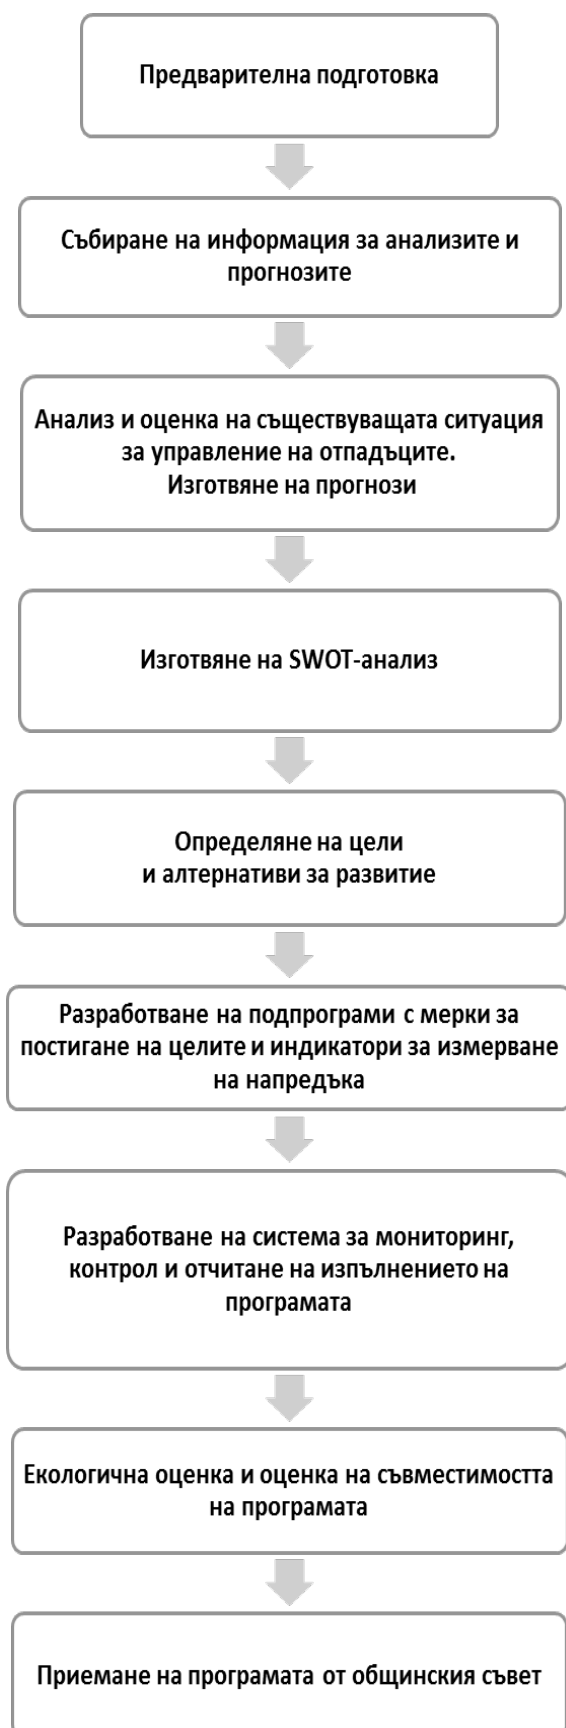 Предварителна подготовка
Събиране на информация за анализите и
прогнозите
Анализ и оценка на съществуващата ситуация
за управление на отпадъците.
Изготвяне на прогнози
Изготвяне на SWOT-анализ
Определяне на цели
и алтернативи за развитие
Разработване на подпрограми с мерки за
постигане на целите и индикатори за измерване
на напредъка
Разработване на система за мониторинг,
контрол и отчитане на изпълнението на
програмата
Екологична оценка и оценка на съвместимостта
на програмата
Приемане на програмата от общинския съвет